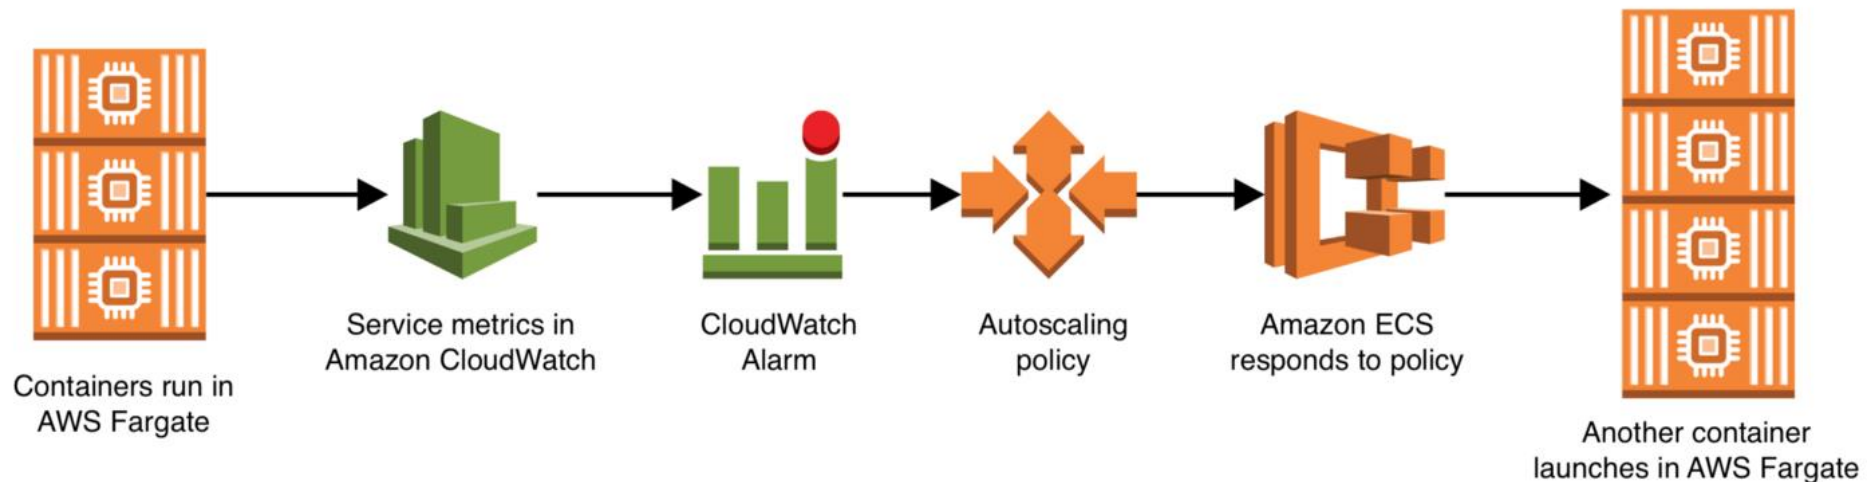 Containers run in
AWS Fargate
Service metrics in
Amazon CloudWatch
CloudWatch
Alarm
Autoscaling
policy
Amazon ECS
responds to policy
Another container
launches in AWS Fargate